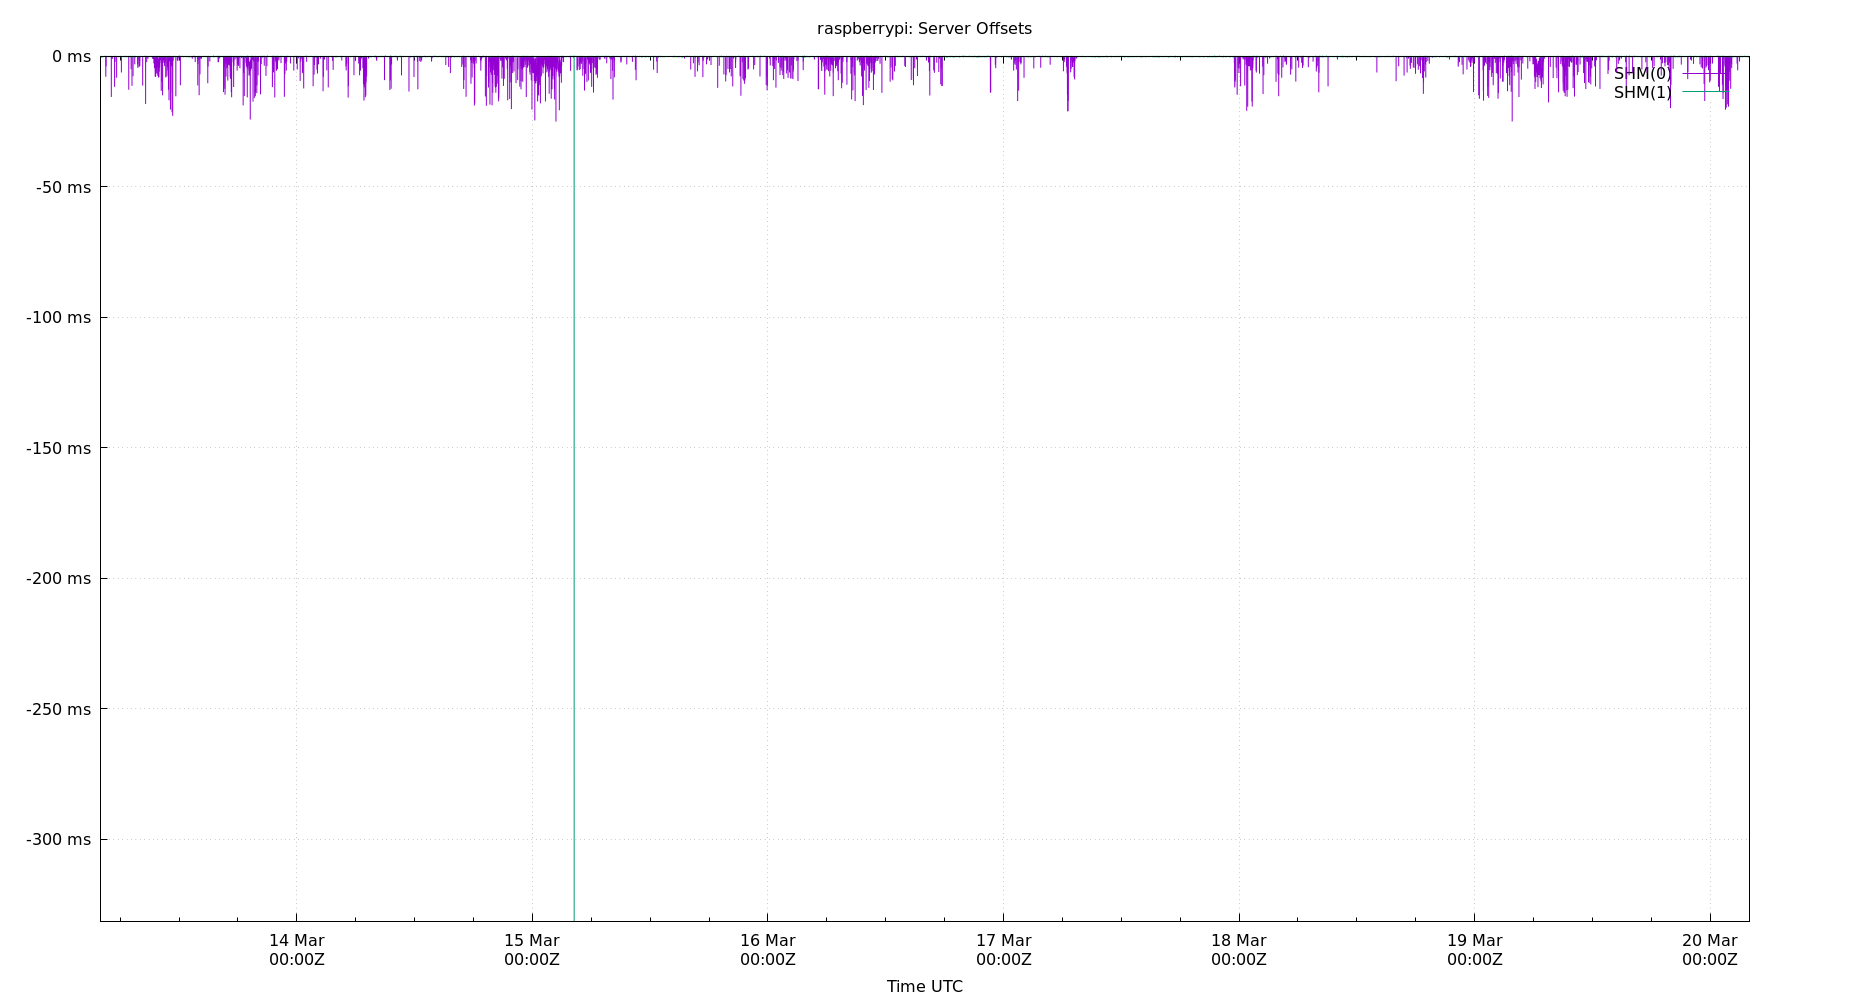 raspberrypi: Server Offsets
0 ms
SHM(0)
SHM(1)
-50 ms
-100 ms
-150 ms
-200 ms
-250 ms
-300 ms
14 Mar 15 Mar 16 Mar 17 Mar 18 Mar 19 Mar 20 Mar
00:00Z 00:00Z 00:00Z 00:00Z 00:00Z 00:00Z 00:00Z
Time UTC